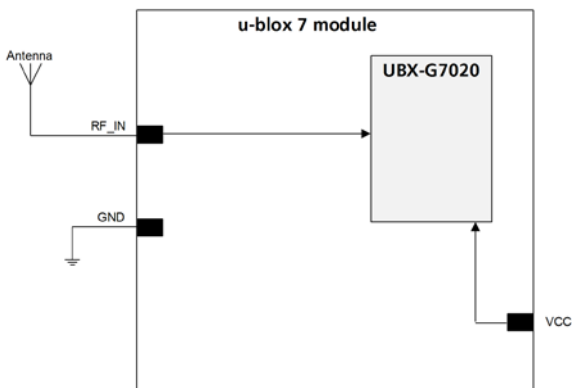 u-blox 7 module
Antenna
UBX-G7020
RF_IN
GND
VCC